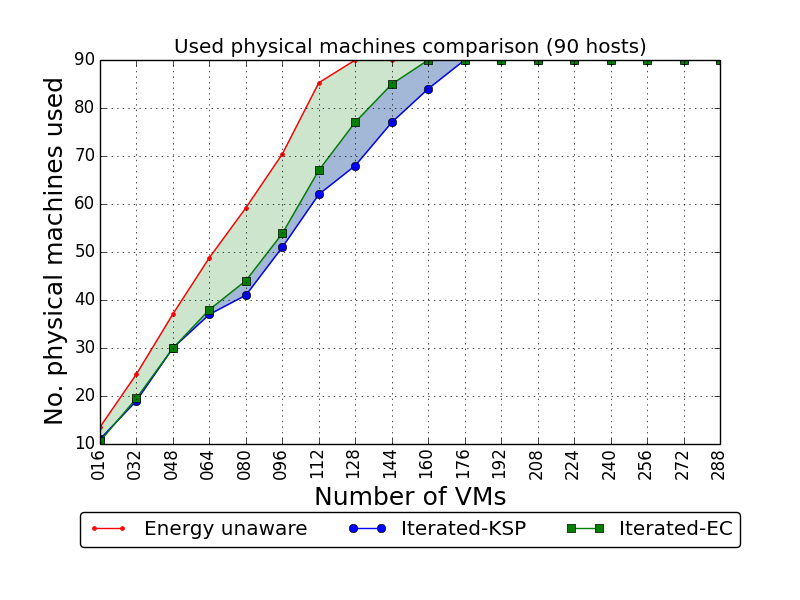 Used physical machines comparison (90 hosts)
No. physical machines used
90
80
70
60
50
40
30
20
10
016 032 048 064 080 096 112 128 144 160 176 192 208 224 240 256 272 288
Number of VMs
Energy unaware Iterated-KSP Iterated-EC